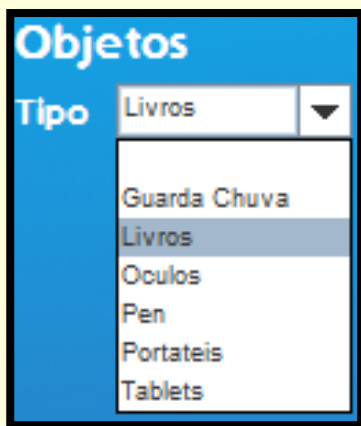 Objetos
Tipo Livros
Guarda Chuva
Livros
Oculos
Pen
Portateis
Tablets